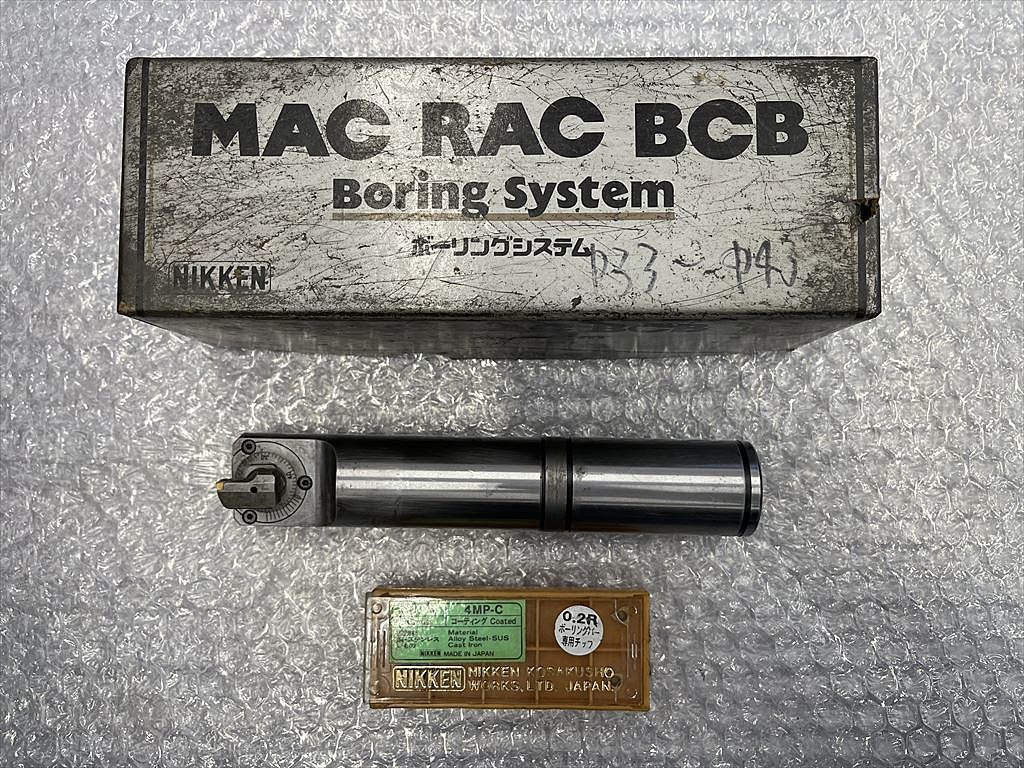 MAC RAC BCB
Boring System
ボーリングシステム
φ33~φ43
NIKKEN
4MP-C
コーティング Coated
Material
Alloy Steel·SUS
Cast Iron
NIKKEN MADE IN JAPAN
0.2R
ボーリングバー
専用チップ
NIKKEN
NIKKEN KOSAKUSHO
WORKS, LTD. JAPAN.